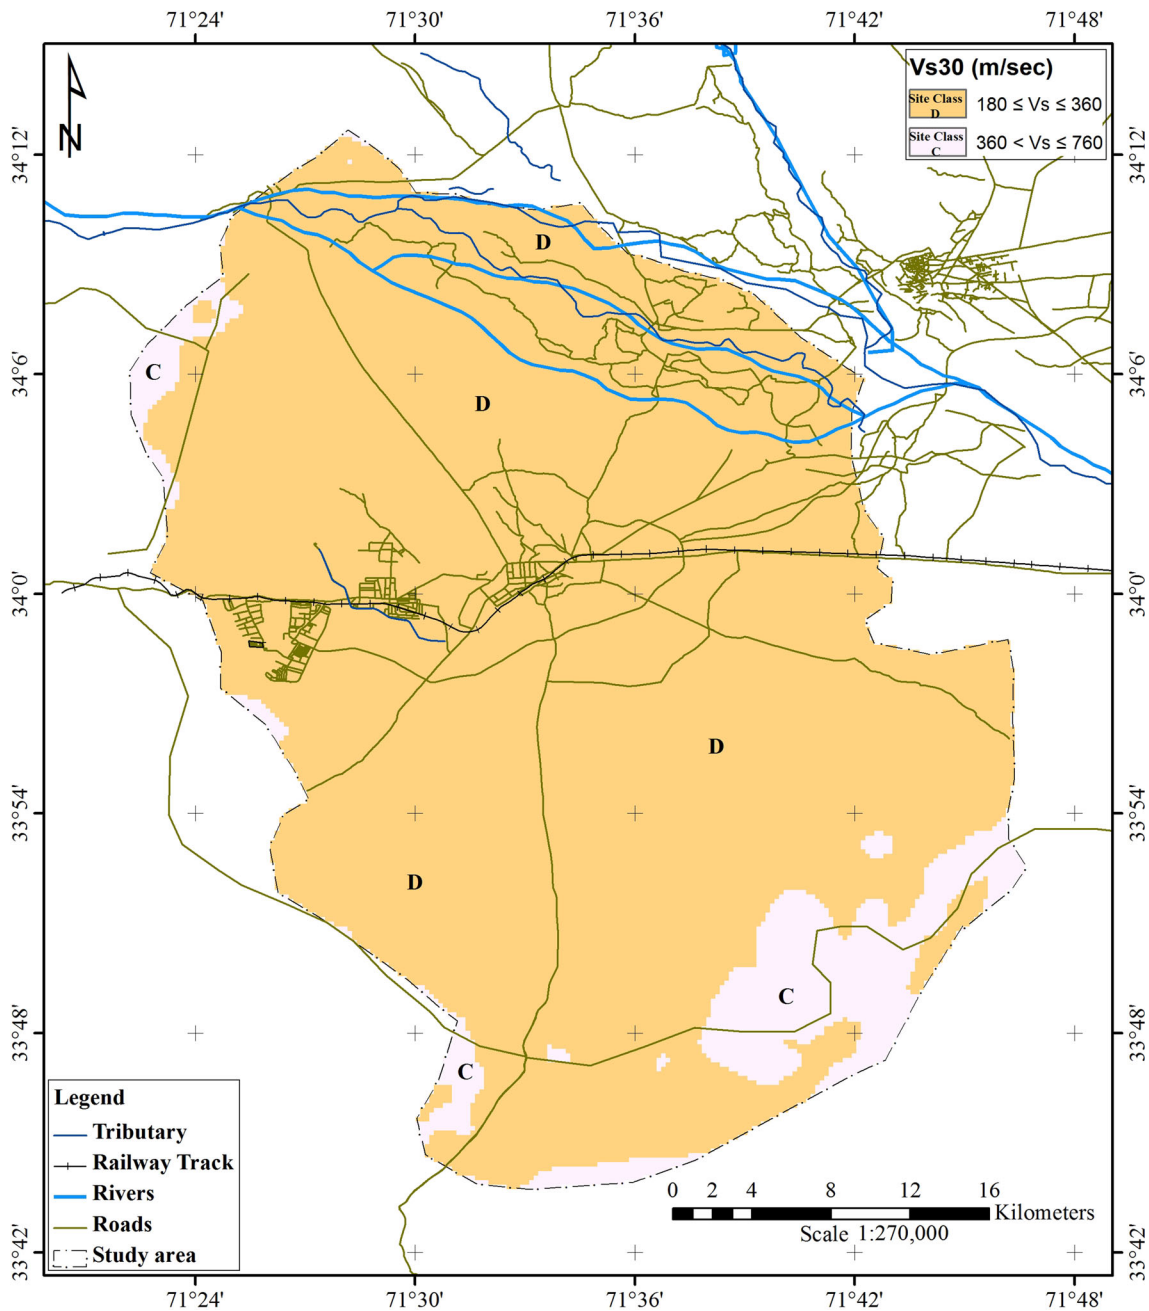 71°24' 71°30' 71°36' 71°42' 71°48'
N
Vs30 (m/sec)
Site Class
D
180 ≤ Vs ≤ 360
Site Class
C
360 < Vs ≤ 760
34°12' 34°12'
D
34°6' 34°6'
C
D
34°0' 34°0'
D
33°54' 33°54'
D
C
33°48' 33°48'
C
Legend
Tributary
Railway Track
Rivers
Roads
Study area
0 2 4 8 12 16
Kilometers
Scale 1:270,000
33°42' 33°42'
71°24' 71°30' 71°36' 71°42' 71°48'